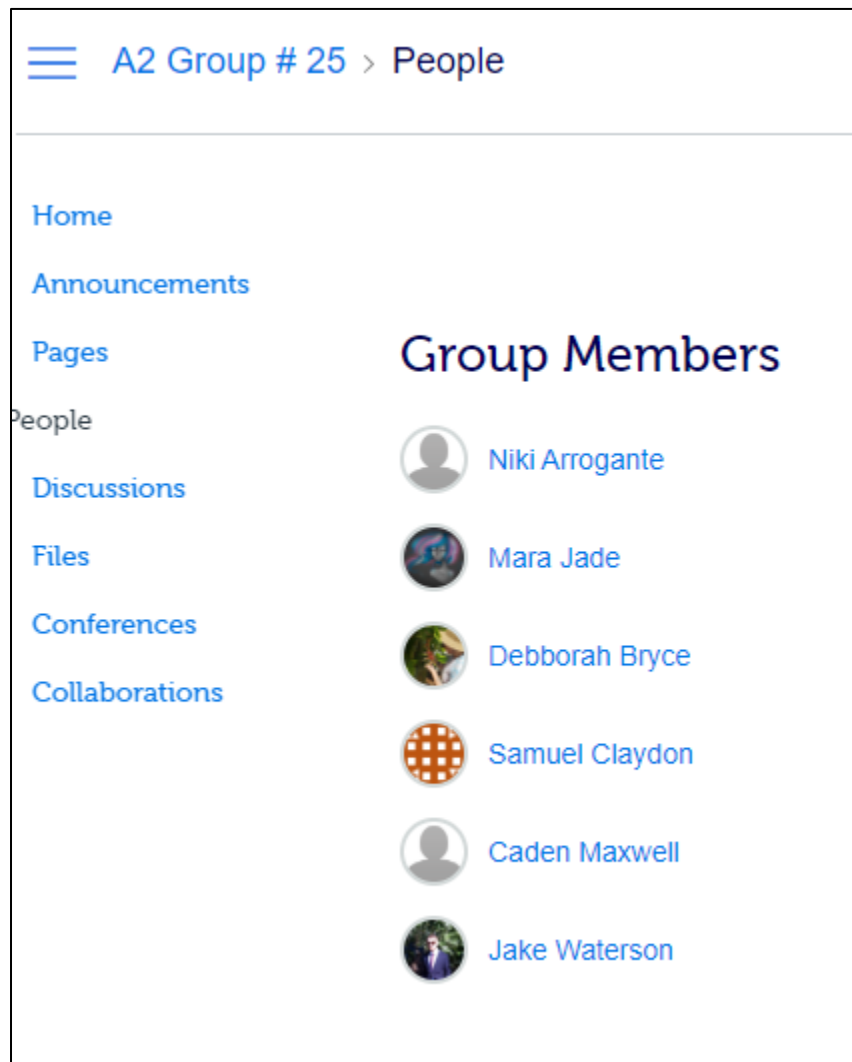 A2 Group # 25 > People
Home
Announcements
Pages
People
Discussions
Files
Conferences
Collaborations
Group Members
Niki Arrogante
Mara Jade
Debborah Bryce
Samuel Claydon
Caden Maxwell
Jake Waterson